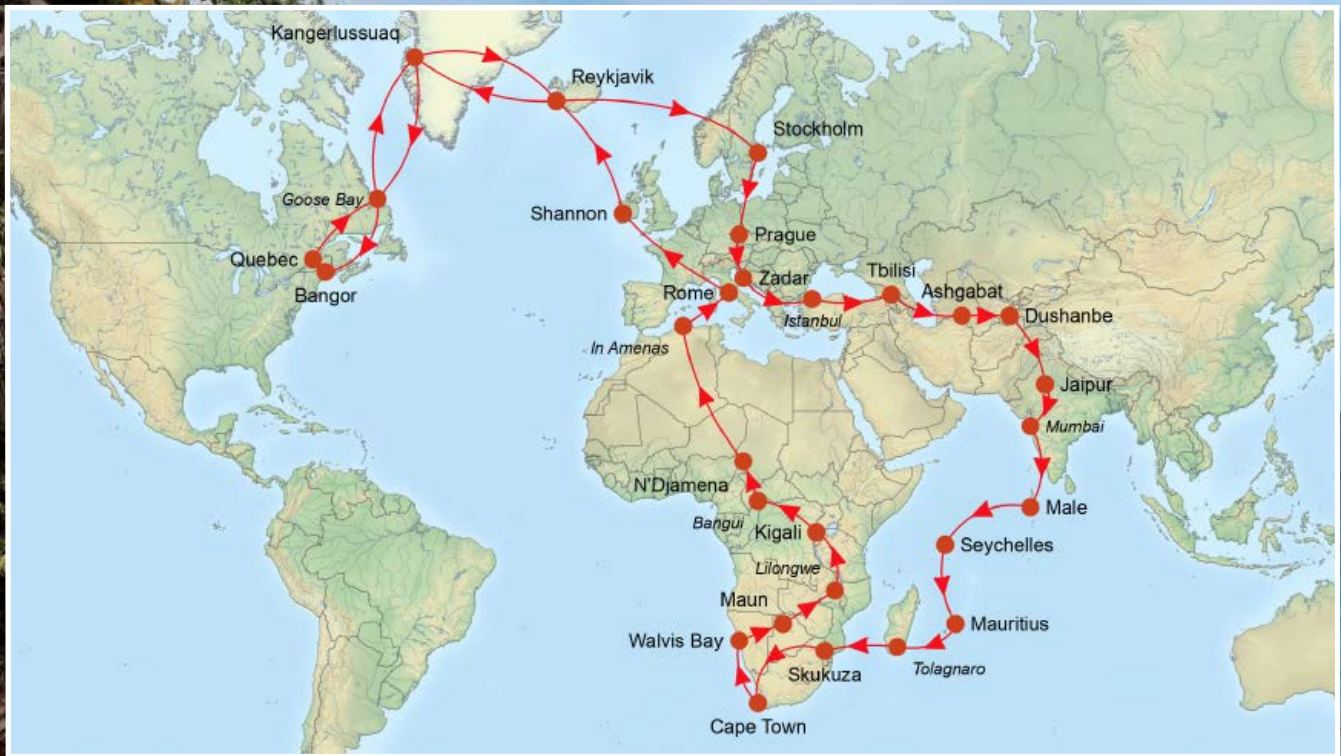 Kangerlussuaq
Reykjavik
Stockholm
Goose Bay
Shannon
Prague
Quebec
Zadar
Tbilisi
Bangor
Rome
Ashgabat
Istanbul
Dushanbe
In Amenas
Jaipur
Mumbai
N'Djamena
Male
Bangui
Kigali
Seychelles
Lilongwe
Maun
Mauritius
Walvis Bay
Skukuza
Tolagnaro
Cape Town